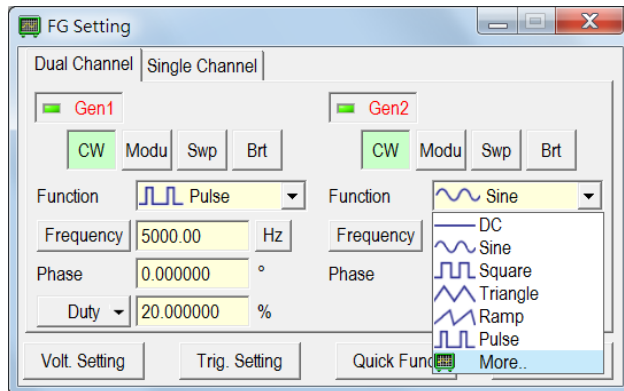 FG Setting
Dual Channel Single Channel
Gen1 Gen2
CW Modu Swp Brt CW Modu Swp Brt
Function Pulse Function Sine
DC
Frequency 5000.00 Hz Frequency
Sine
Square
Phase 0.000000 ° Phase
Triangle
Ramp
Duty 20.000000 %
Pulse
Volt. Setting Trig. Setting Quick Func
More..